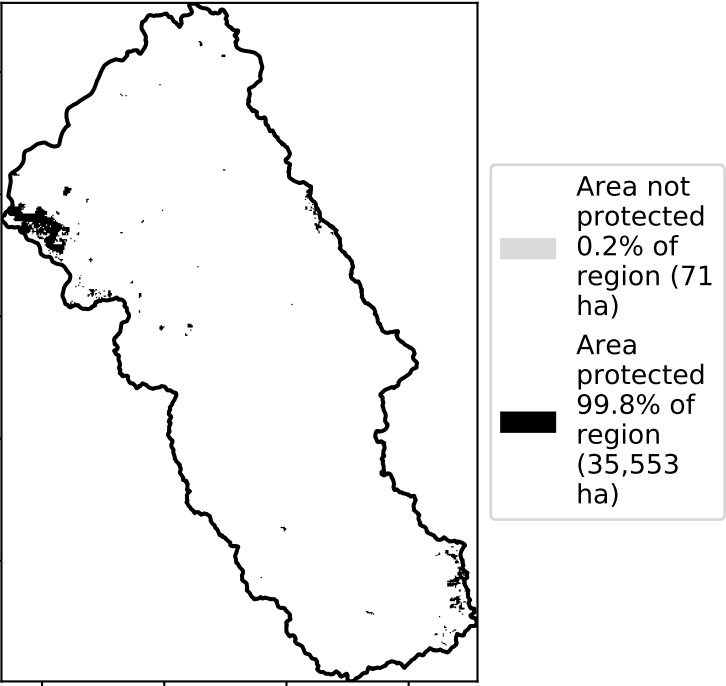 Area not
protected
0.2% of
region (71
ha)
Area
protected
99.8% of
region
(35,553
ha)